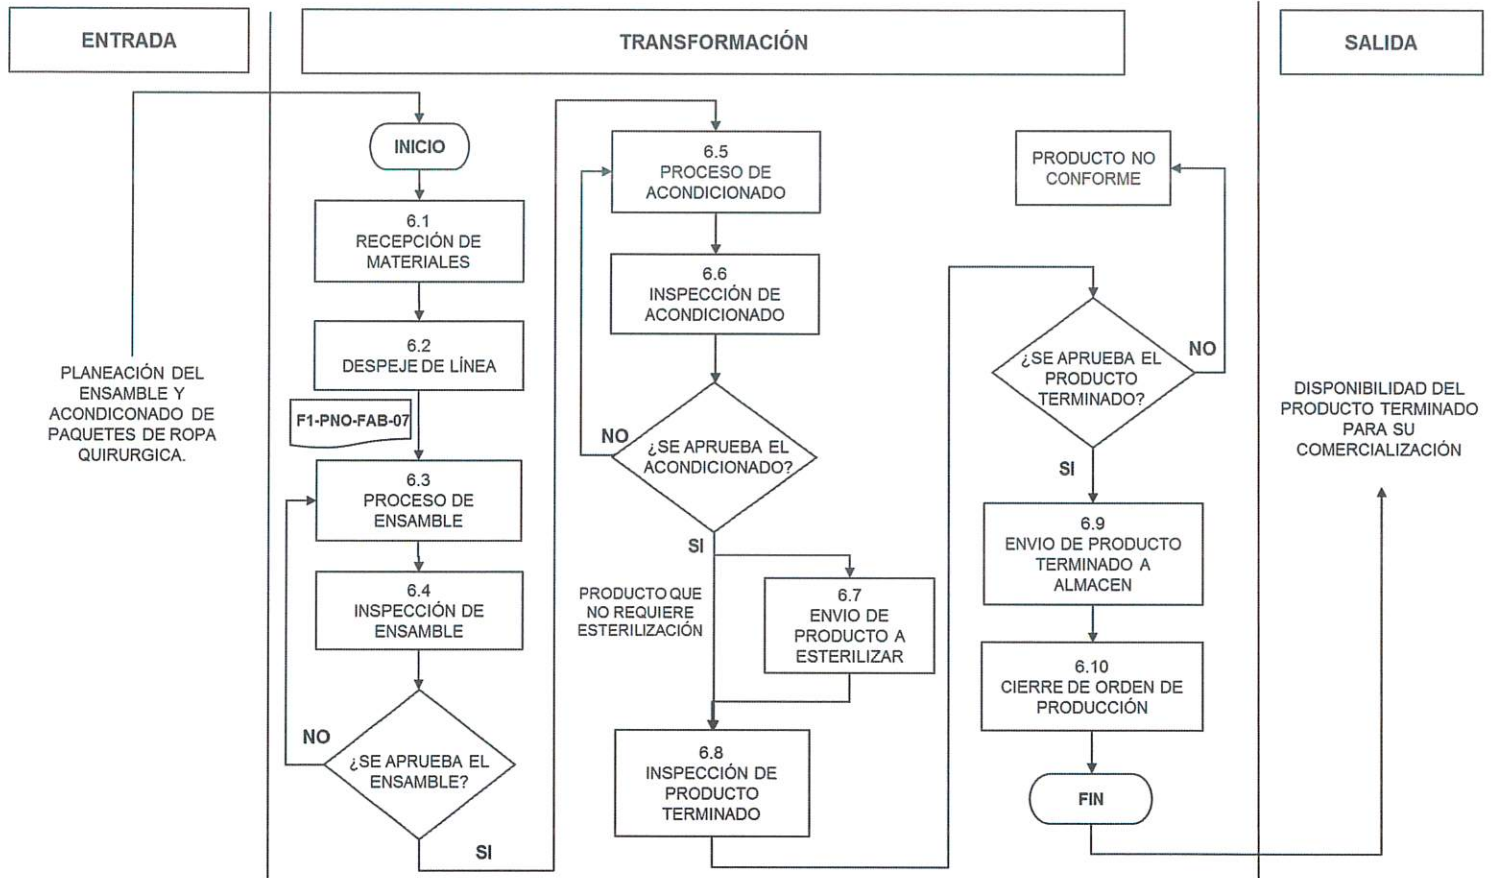 ENTRADA
TRANSFORMACIÓN
SALIDA
PLANEACIÓN DEL
ENSAMBLE Y
ACONDICONADO DE
PAQUETES DE ROPA
QUIRURGICA.
INICIO
6.1
RECEPCIÓN DE
MATERIALES
6.2
DESPEJE DE LÍNEA
F1-PNO-FAB-07
6.3
PROCESO DE
ENSAMBLE
6.4
INSPECCIÓN DE
ENSAMBLE
NO
¿SE APRUEBA EL
ENSAMBLE?
SI
6.5
PROCESO DE
ACONDICIONADO
6.6
INSPECCIÓN DE
ACONDICIONADO
NO
¿SE APRUEBA EL
ACONDICIONADO?
SI
PRODUCTO QUE
NO REQUIERE
ESTERILIZACIÓN
6.7
ENVIO DE
PRODUCTO A
ESTERILIZAR
6.8
INSPECCIÓN DE
PRODUCTO
TERMINADO
PRODUCTO NO
CONFORME
NO
¿SE APRUEBA EL
PRODUCTO
TERMINADO?
SI
6.9
ENVIO DE PRODUCTO
TERMINADO A
ALMACEN
6.10
CIERRE DE ORDEN DE
PRODUCCIÓN
FIN
DISPONIBILIDAD DEL
PRODUCTO TERMINADO
PARA SU
COMERCIALIZACIÓN